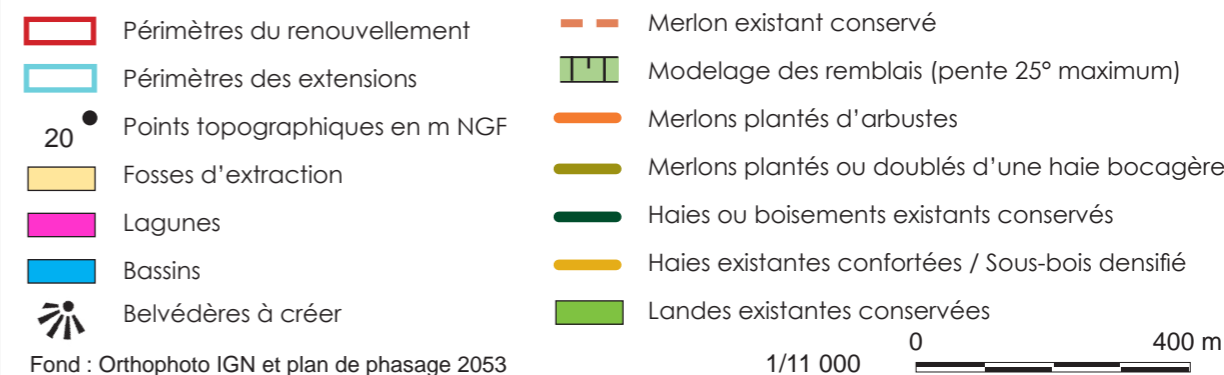 Périmètres du renouvellement
Périmètres des extensions
20 Points topographiques en m NGF
Fosses d'extraction
Lagunes
Bassins
Belvédères à créer
Fond : Orthophoto IGN et plan de phasage 2053
Merlon existant conservé
Modelage des remblais (pente 25° maximum)
Merlons plantés d'arbustes
Merlons plantés ou doublés d'une haie bocagère
Haies ou boisements existants conservés
Haies existantes confortées / Sous-bois densifié
Landes existantes conservées
1/11 000
0 400 m